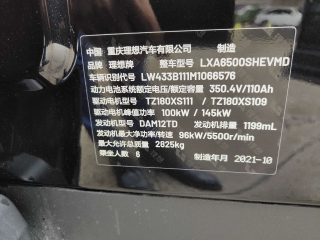 中国 重庆理想汽车有限公司 制造
品牌 理想牌 整车型号 LXA6500SHEVMD
车辆识别代号 LW433B111M1066576
动力电池系统额定电压/额定容量 350.4V/110Ah
驱动电机型号 TZ180XS111 / TZ180XS109
驱动电机峰值功率 100kW / 145kW
发动机型号 DAM12TD 发动机排量 1199mL
发动机最大净功率/转速 96kW/5500r/min
最大允许总质量 2825kg
乘坐人数 6 制造年月 2021-10